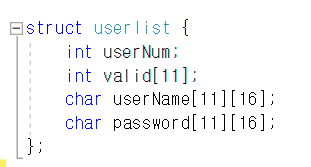 struct userlist {
int userNum;
int valid[11];
char userName[11][16];
char password[11][16];
};